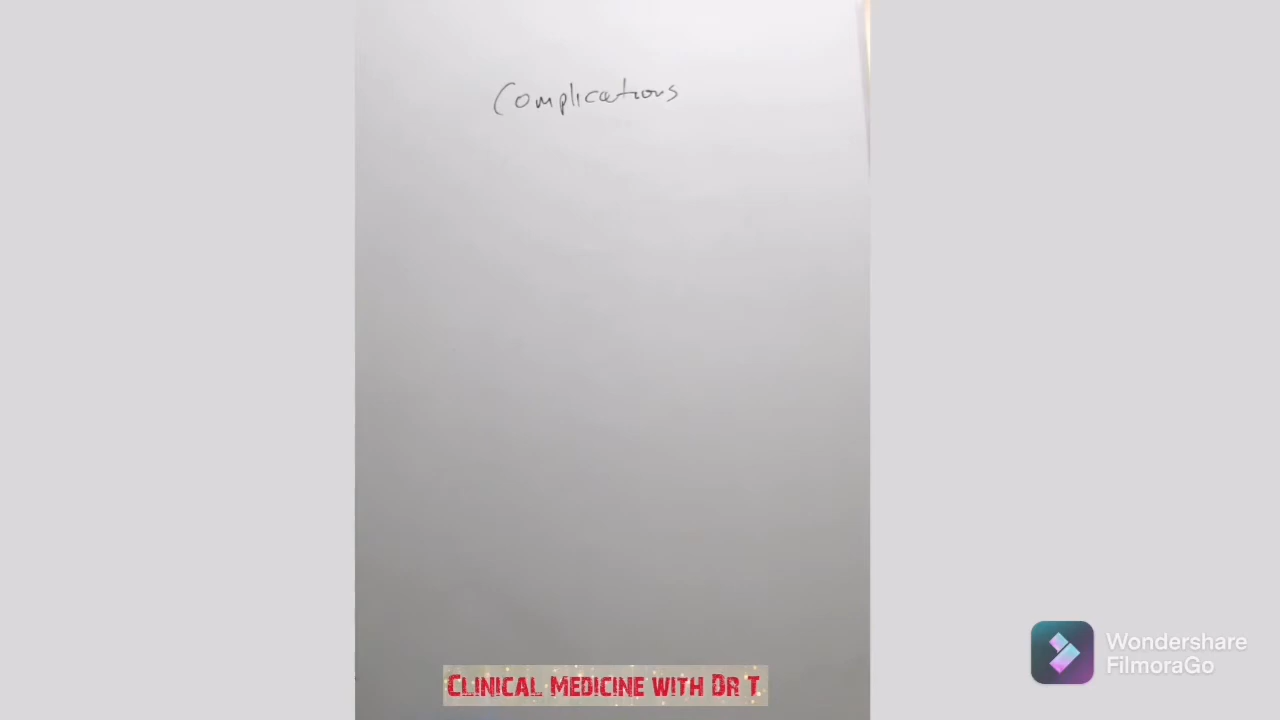 Complications
CLINICAL MEDICINE WITH DR T
Wondershare
FilmoraGo